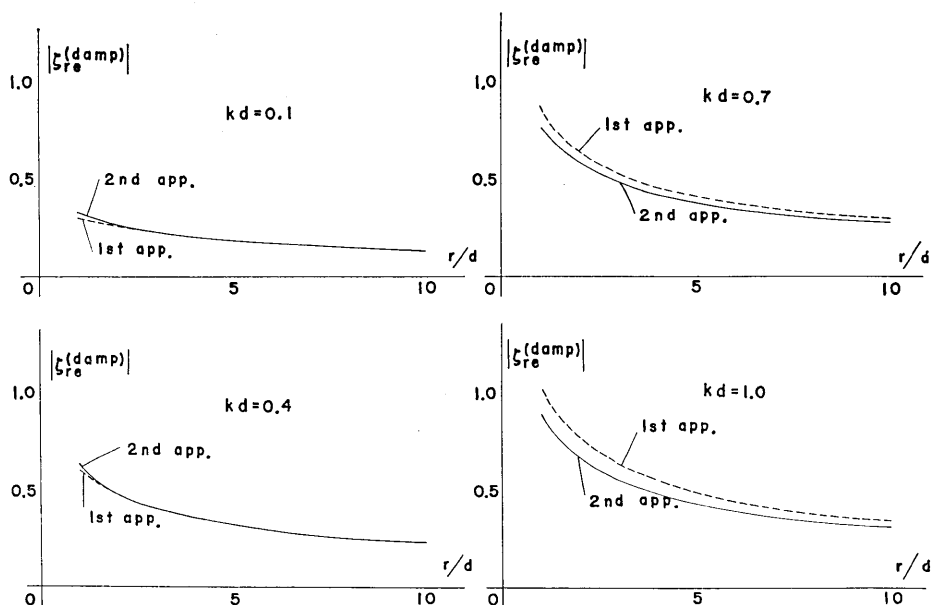 |ζre(damp)|
1.0
kd=0.1
0.5
2nd app.
1st app.
r/d
0
5
10
|ζre(damp)|
1.0
kd=0.7
1st app.
0.5
2nd app.
r/d
0
5
10
|ζre(damp)|
1.0
kd=0.4
2nd app.
0.5
1st app.
r/d
0
5
10
|ζre(damp)|
1.0
kd=1.0
1st app.
0.5
2nd app.
r/d
0
5
10